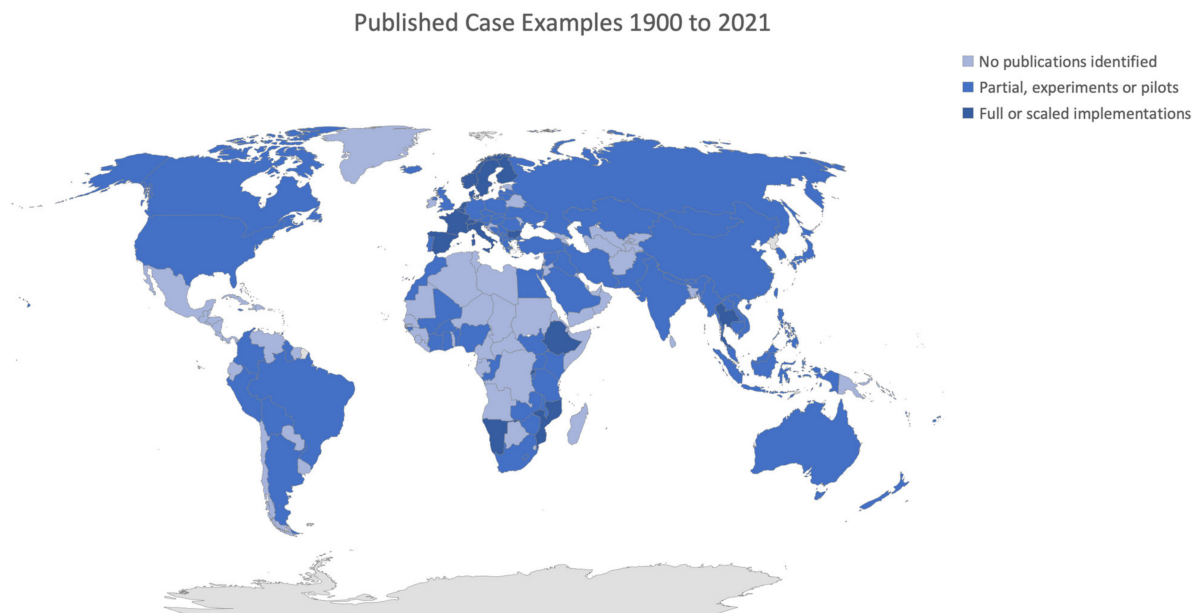 Published Case Examples 1900 to 2021
No publications identified
Partial, experiments or pilots
Full or scaled implementations